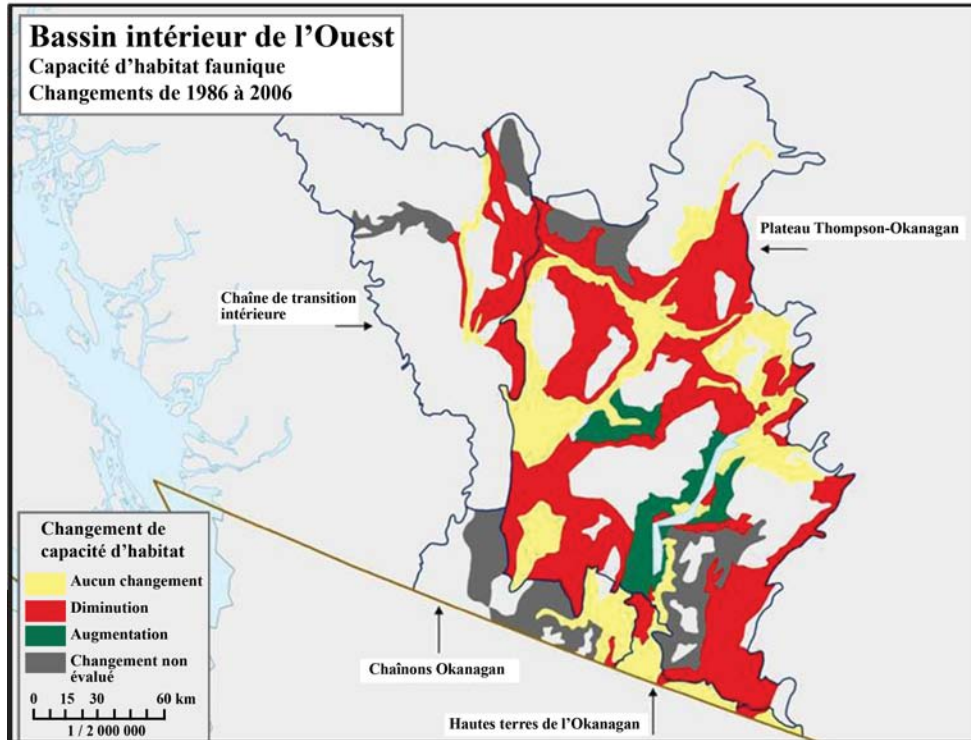 Bassin intérieur de l'Ouest
Capacité d'habitat faunique
Changements de 1986 à 2006
Plateau Thompson-Okanagan
Chaîne de transition
intérieure
Changement de
capacité d'habitat
Aucun changement
Diminution
Augmentation
Changement non
évalué
0 15 30 60 km
1 / 2 000 000
Chaînons Okanagan
Hautes terres de l'Okanagan